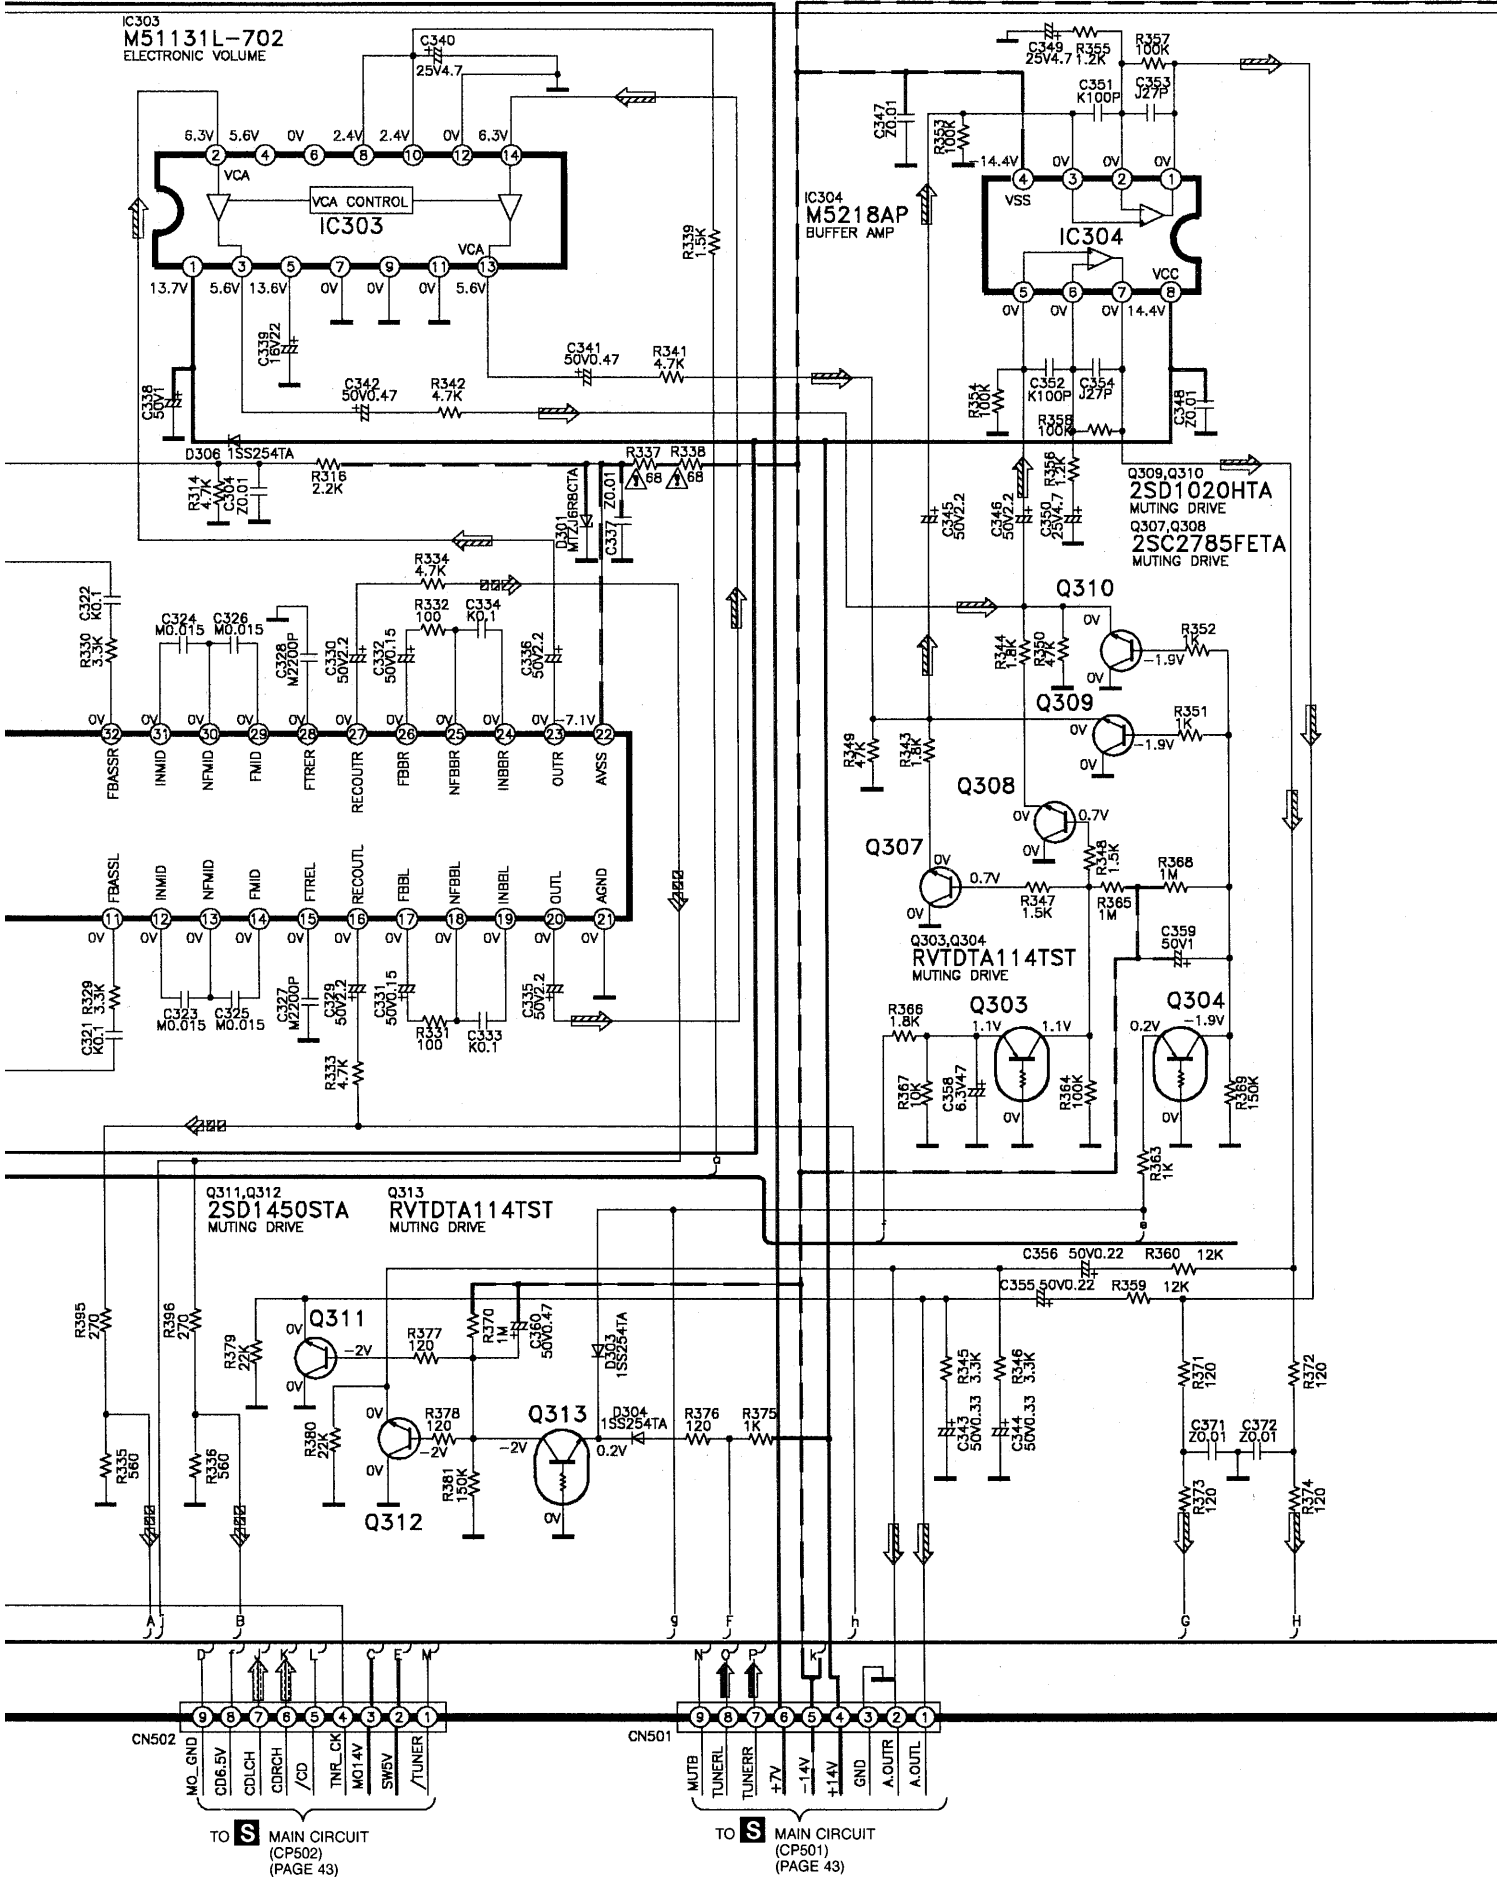 IC303
M51131L-702
ELECTRONIC VOLUME
C340
25V4.7
6.3V 5.6V 0V 2.4V 2.4V 0V 6.3V
2 4 6 8 10 12 14
VCA
VCA CONTROL
IC303
VCA
1 3 5 7 9 11 13
13.7V 5.6V 13.6V 0V 0V 0V 5.6V
R339
1.5K
C339
16V22
C338
50V1
C341
50V0.47
R341
4.7K
C342
50V0.47
R342
4.7K
C349
25V4.7
R355
1.2K
R357
100K
C351
K100P
C353
J27P
C347
Z0.01
R353
100K
-14.4V 0V 0V 0V
4 3 2 1
VSS
IC304
M5218AP
BUFFER AMP
IC304
VCC
5 6 7 8
0V 0V 0V 14.4V
R354
100K
C352
K100P
C354
J27P
C348
Z0.01
R358
100K
R356
1.2K
D306 1SS254TA
R314
4.7K
C304
Z0.01
R316
2.2K
R337
68
R338
68
D301
MTZJ6R8CTA
C337
Z0.01
C345
50V2.2
C346
50V2.2
C350
25V4.7
Q309,Q310
2SD1020HTA
MUTING DRIVE
Q307,Q308
2SC2785FETA
MUTING DRIVE
C322
K0.1
R330
3.3K
C324
M0.015
C326
M0.015
C328
M2200P
C330
50V2.2
R334
4.7K
R332
100
C332
50V0.15
C334
K0.1
C336
50V2.2
0V 0V 0V 0V 0V 0V 0V 0V 0V 0V -7.1V
32 31 30 29 28 27 26 25 24 23 22
FBASSR
INMID
NFMID
FMID
FTRER
RECOUTR
FBBR
NFBBR
INBBR
OUTR
AVSS
FBASSL
INMID
NFMID
FMID
FTREL
RECOUTL
FBBL
NFBBL
INBBL
OUTL
AGND
11 12 13 14 15 16 17 18 19 20 21
0V 0V 0V 0V 0V 0V 0V 0V 0V 0V 0V
R329
3.3K
C321
K0.1
C323
M0.015
C325
M0.015
C327
M2200P
C329
50V2.2
C331
50V0.15
R331
100
C333
K0.1
C335
50V2.2
R333
4.7K
Q310
0V
-1.9V
0V
R352
1K
R344
1.8K
R350
47K
Q309
0V
-1.9V
0V
R351
1K
R349
47K
R343
1.8K
Q308
0V
0.7V
0V
R348
1.5K
Q307
0V
0.7V
0V
R347
1.5K
R365
1M
R368
1M
C359
50V1
Q303,Q304
RVTDTA114TST
MUTING DRIVE
R366
1.8K
Q303
1.1V 1.1V
0V
R367
10K
C358
6.3V47
R364
100K
Q304
0.2V -1.9V
0V
R369
150K
R363
1K
a
e
Q311,Q312
2SD1450STA
MUTING DRIVE
Q313
RVTDTA114TST
MUTING DRIVE
C356 50V0.22 R360 12K
C355 50V0.22 R359 12K
R395
270
R396
270
R379
22K
Q311
0V
-2V
0V
R377
120
R370
1M
C360
50V0.47
D303
1SS254TA
R380
22K
Q312
0V
-2V
0V
R378
120
R381
150K
Q313
-2V
0.2V
0V
D304
1SS254TA
R376
120
R375
1K
R345
3.3K
R346
3.3K
C343
50V0.33
C344
50V0.33
R371
120
R372
120
C371
Z0.01
C372
Z0.01
R373
120
R374
120
R335
560
R336
560
A j B g F h G H
D f J K L C E M
N O P k
9 8 7 6 5 4 3 2 1
CN502
MO_GND
CD6.5V
CDLCH
CDRCH
/CD
TNR_CK
MO14V
SW5V
/TUNER
TO S MAIN CIRCUIT
(CP502)
(PAGE 43)
9 8 7 6 5 4 3 2 1
CN501
MUTB
TUNERL
TUNERR
+7V
-14V
+14V
GND
A.OUTR
A.OUTL
TO S MAIN CIRCUIT
(CP501)
(PAGE 43)